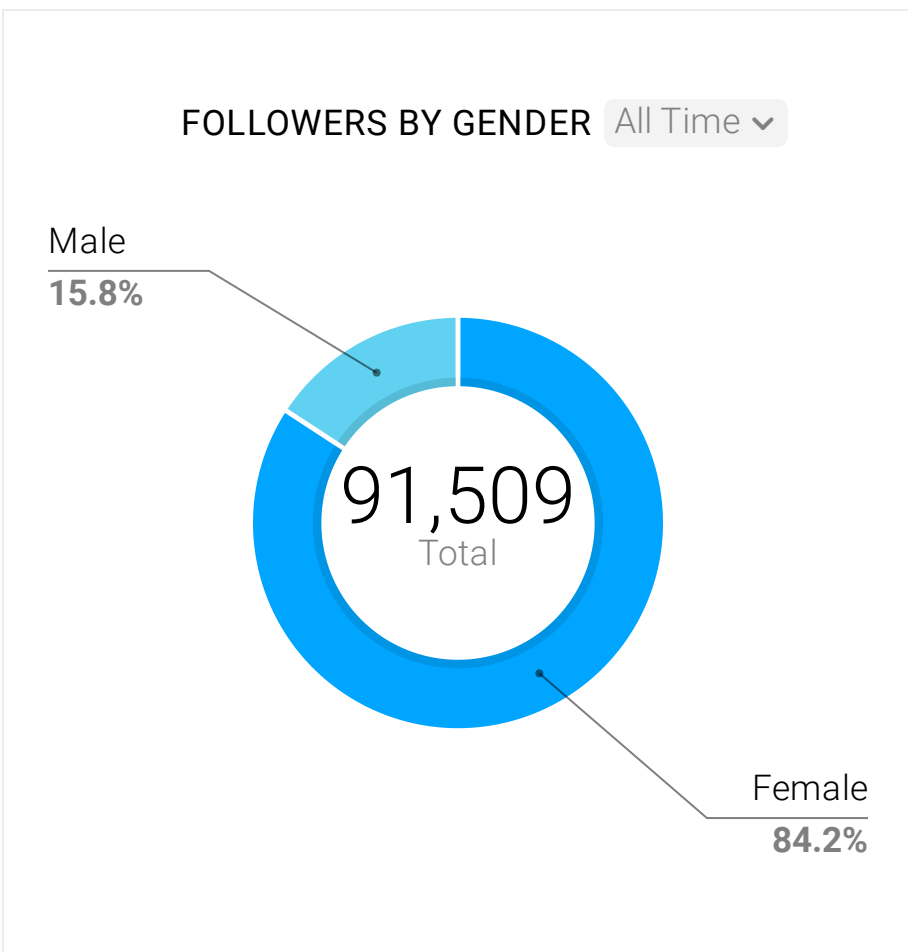 FOLLOWERS BY GENDER All Time
Male
15.8%
91,509
Total
Female
84.2%